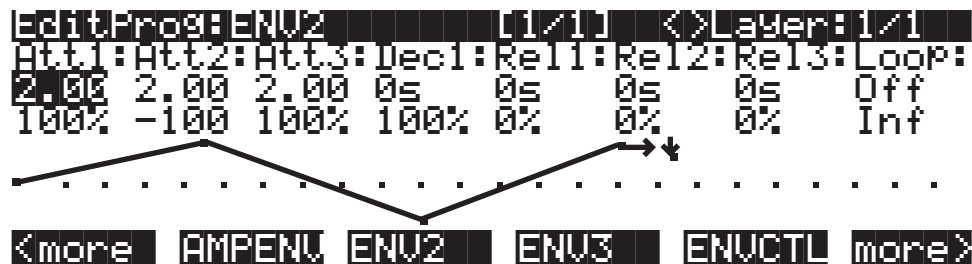 EditProg:ENV2 [1/1] <>Layer:1/1
Att1:Att2:Att3:Dec1:Rel1:Rel2:Rel3:Loop:
2.00 2.00 2.00 0s 0s 0s 0s Off
100% -100 100% 100% 0% 0% 0% Inf
<more AMPENV ENV2 ENV3 ENVCTL more>